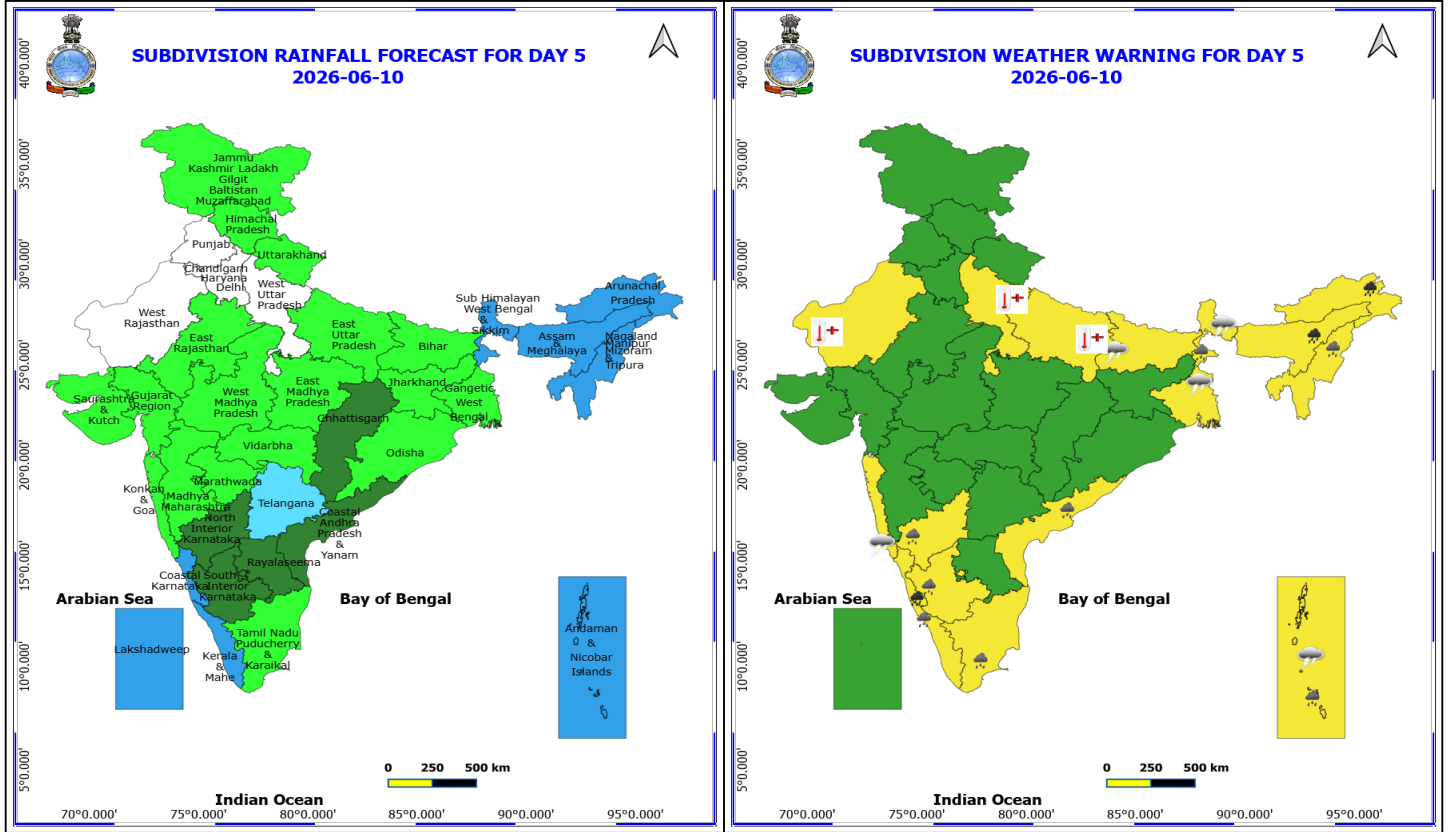 SUBDIVISION RAINFALL FORECAST FOR DAY 5
2026-06-10
40°0.000'
35°0.000'
30°0.000'
25°0.000'
20°0.000'
15°0.000'
10°0.000'
5°0.000'
Jammu
Kashmir Ladakh
Gilgit
Baltistan
Muzaffarabad
Himachal
Pradesh
Punjab
Uttarakhand
Chandigarh
Haryana
Delhi
West
Uttar
Pradesh
West
Rajasthan
East
Rajasthan
East
Uttar
Pradesh
Bihar
Sub Himalayan
West Bengal
&
Sikkim
Arunachal
Pradesh
Assam
&
Meghalaya
Nagaland
Manipur
Mizoram
&
Tripura
Saurashtra
&
Kutch
Gujarat
Region
West
Madhya
Pradesh
East
Madhya
Pradesh
Jharkhand
Gangetic
West
Bengal
Chhattisgarh
Odisha
Vidarbha
Konkan
&
Goa
Madhya
Maharashtra
Marathwada
Telangana
North
Interior
Karnataka
Coastal
Andhra
Pradesh
&
Yanam
Rayalaseema
Coastal
Karnataka
South
Interior
Karnataka
Arabian Sea
Bay of Bengal
Lakshadweep
Kerala
&
Mahe
Tamil Nadu
Puducherry
&
Karaikal
Andaman
&
Nicobar
Islands
0 250 500 km
Indian Ocean
70°0.000' 75°0.000' 80°0.000' 85°0.000' 90°0.000' 95°0.000'
SUBDIVISION WEATHER WARNING FOR DAY 5
2026-06-10
40°0.000'
35°0.000'
30°0.000'
25°0.000'
20°0.000'
15°0.000'
10°0.000'
5°0.000'
Arabian Sea
Bay of Bengal
0 250 500 km
Indian Ocean
70°0.000' 75°0.000' 80°0.000' 85°0.000' 90°0.000' 95°0.000'